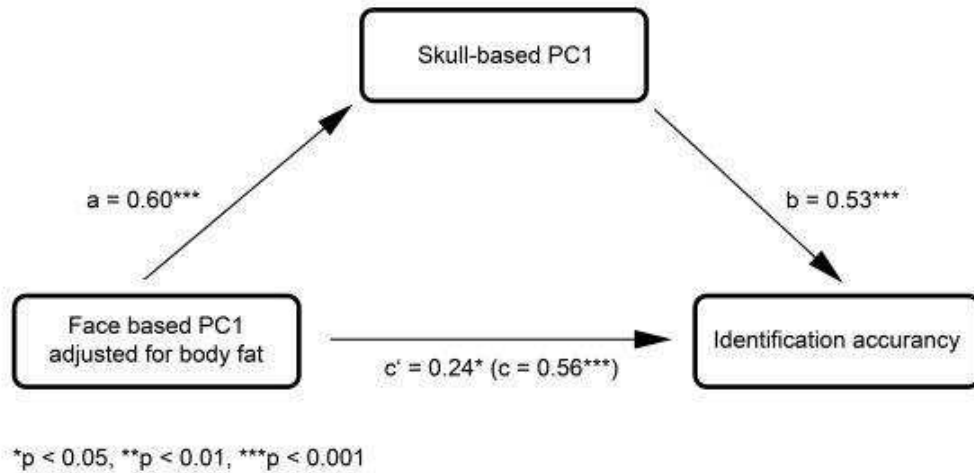 Skull-based PC1
a = 0.60***
b = 0.53***
Face based PC1
adjusted for body fat
Identification accurancy
c‘ = 0.24* (c = 0.56***)
*p < 0.05, **p < 0.01, ***p < 0.001